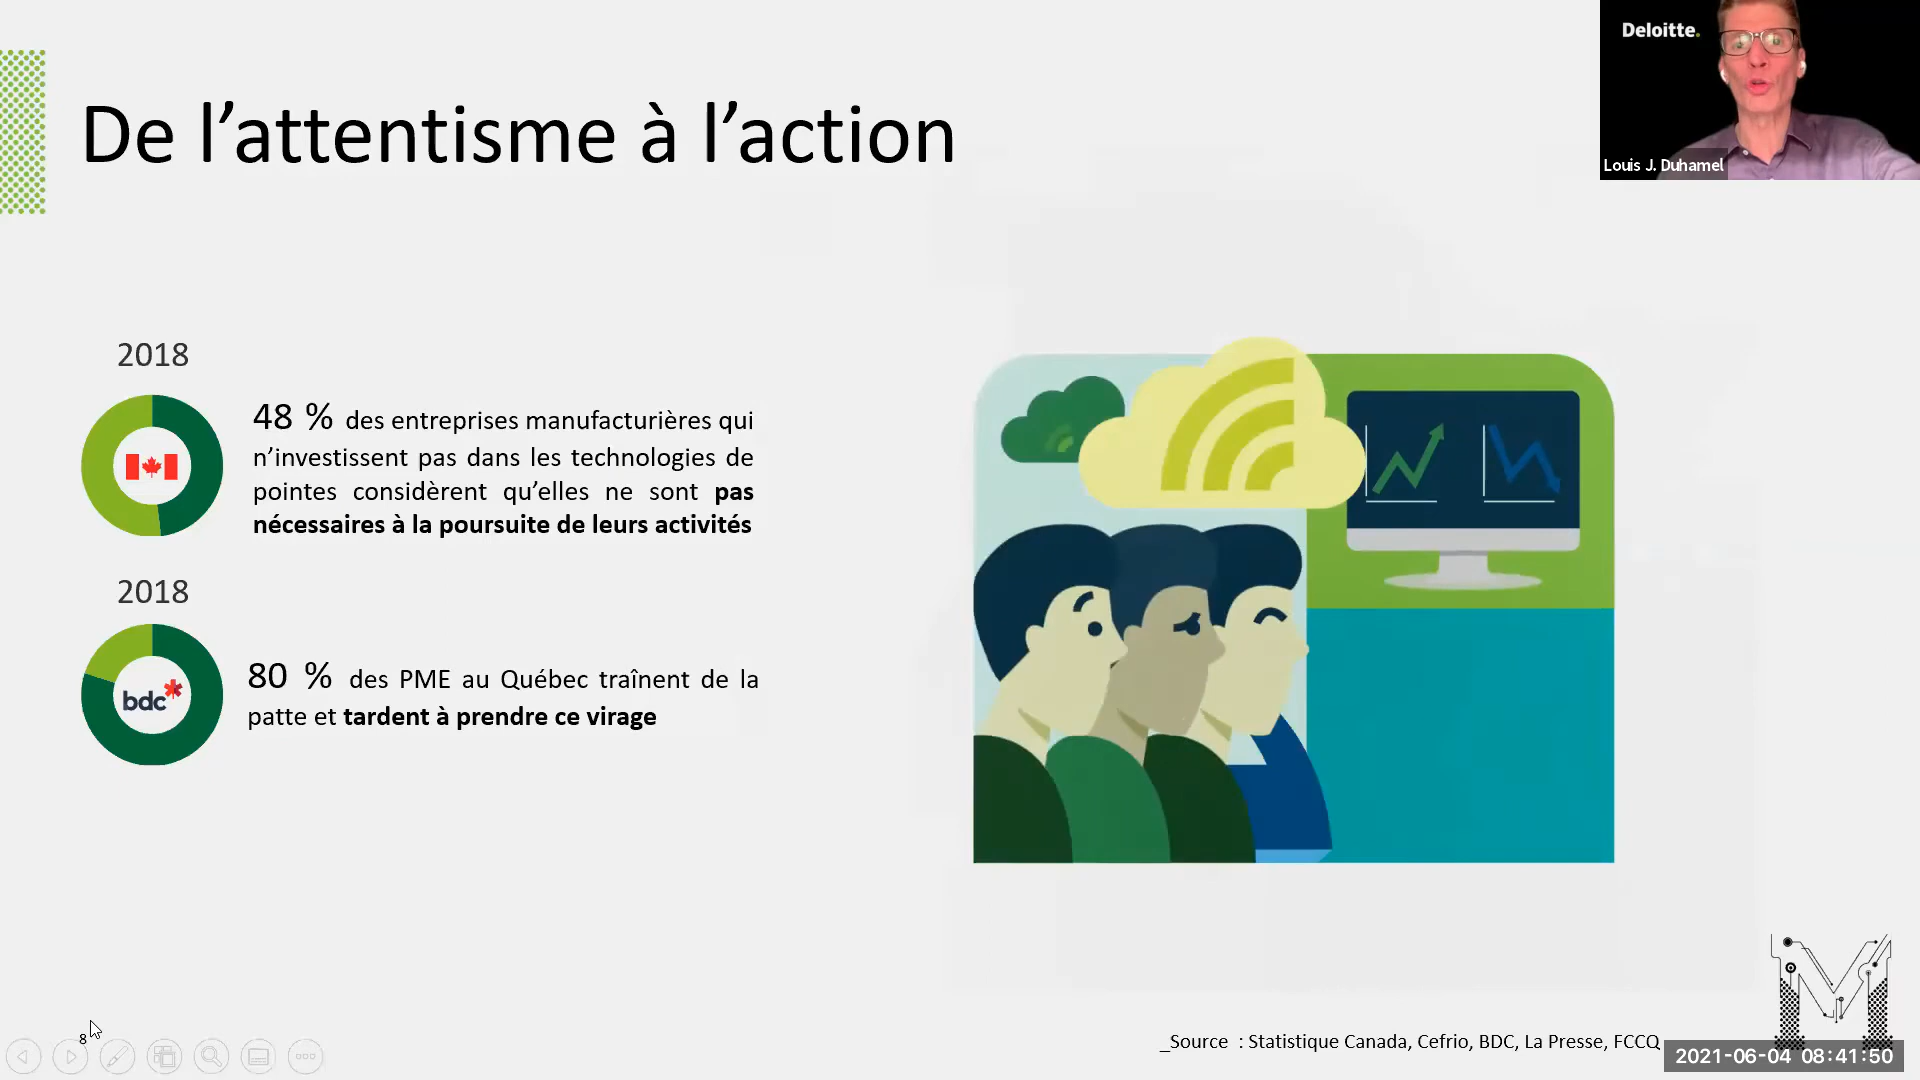 De l’attentisme à l’action
Deloitte.
Louis J. Duhamel
2018
48 % des entreprises manufacturières qui
n’investissent pas dans les technologies de
pointes considèrent qu’elles ne sont pas
nécessaires à la poursuite de leurs activités
2018
bdc*
80 % des PME au Québec traînent de la
patte et tardent à prendre ce virage
8
_Source : Statistique Canada, Cefrio, BDC, La Presse, FCCQ
2021-06-04 08:41:50